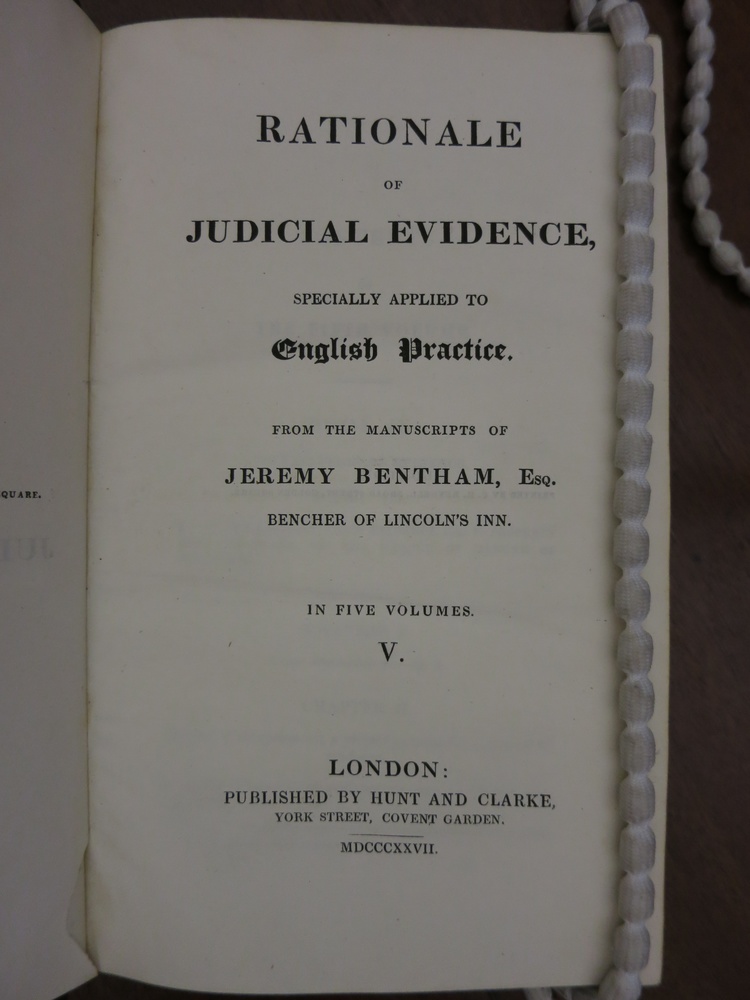 RATIONALE
OF
JUDICIAL EVIDENCE,
SPECIALLY APPLIED TO
English Practice.
FROM THE MANUSCRIPTS OF
JEREMY BENTHAM, Esq.
BENCHER OF LINCOLN'S INN.
IN FIVE VOLUMES.
V.
LONDON:
PUBLISHED BY HUNT AND CLARKE,
YORK STREET, COVENT GARDEN.
MDCCCXXVII.
QUARE.